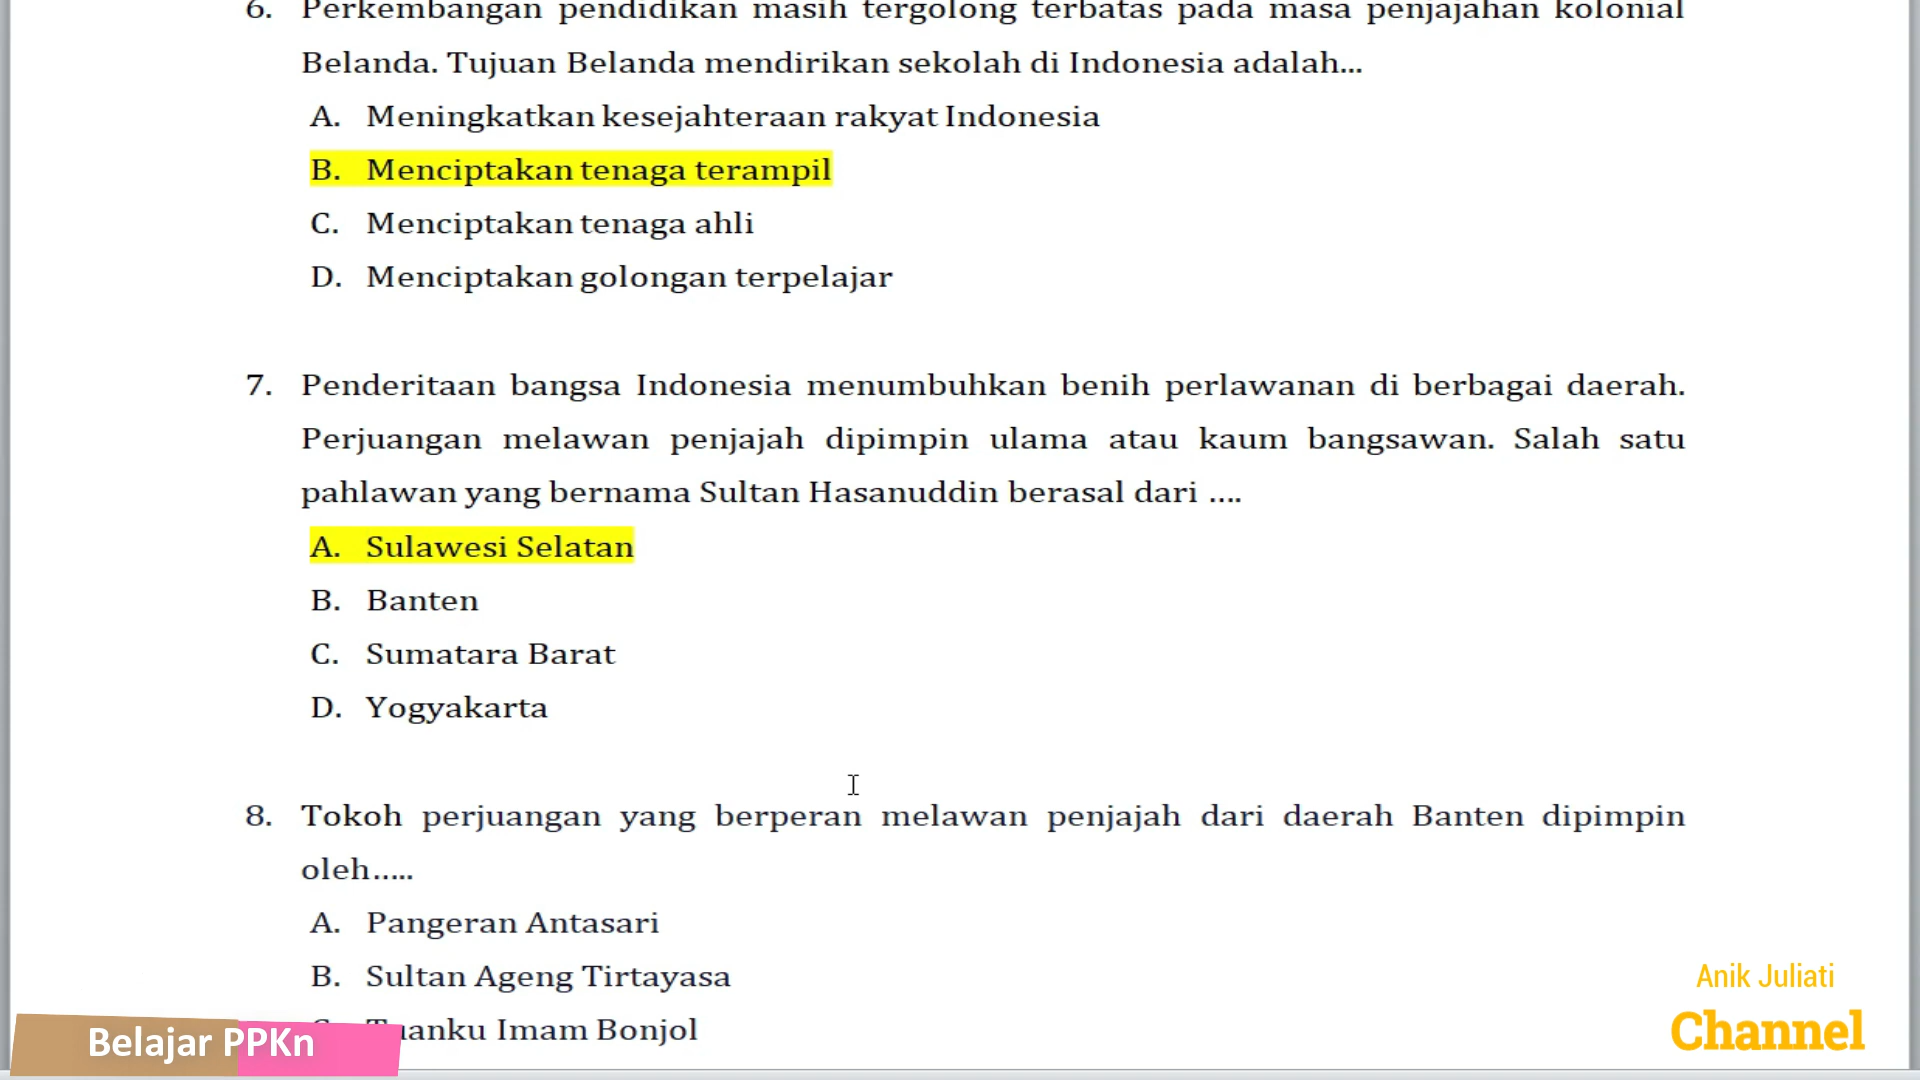 6. Perkembangan pendidikan masih tergolong terbatas pada masa penjajahan kolonial
Belanda. Tujuan Belanda mendirikan sekolah di Indonesia adalah...
A. Meningkatkan kesejahteraan rakyat Indonesia
B. Menciptakan tenaga terampil
C. Menciptakan tenaga ahli
D. Menciptakan golongan terpelajar
7. Penderitaan bangsa Indonesia menumbuhkan benih perlawanan di berbagai daerah.
Perjuangan melawan penjajah dipimpin ulama atau kaum bangsawan. Salah satu
pahlawan yang bernama Sultan Hasanuddin berasal dari ....
A. Sulawesi Selatan
B. Banten
C. Sumatara Barat
D. Yogyakarta
8. Tokoh perjuangan yang berperan melawan penjajah dari daerah Banten dipimpin
oleh.....
A. Pangeran Antasari
B. Sultan Ageng Tirtayasa
C. Tuanku Imam Bonjol
Belajar PPKn
Anik Juliati
Channel